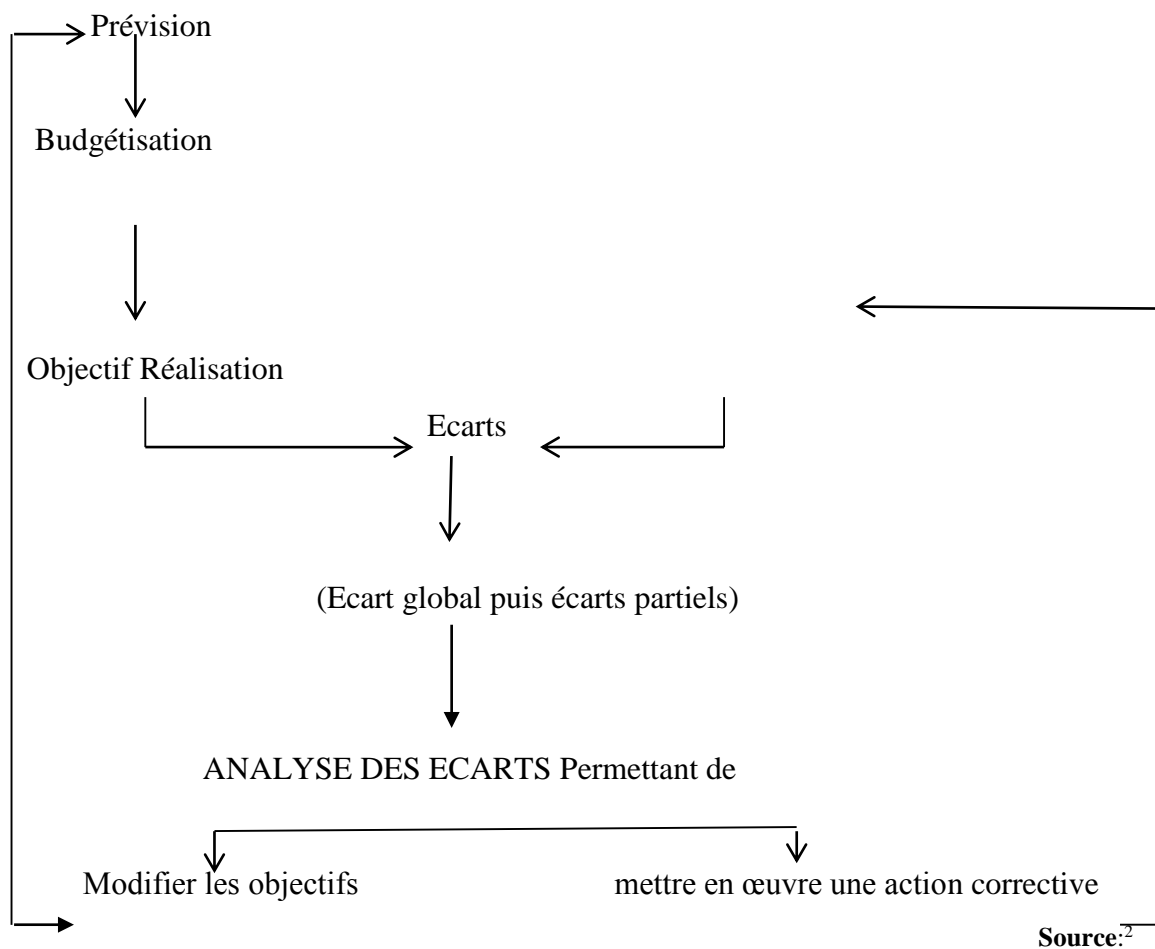 Prévision
Budgétisation
Objectif Réalisation
Ecarts
(Ecart global puis écarts partiels)
ANALYSE DES ECARTS Permettant de
Modifier les objectifs
mettre en œuvre une action corrective
Source:2